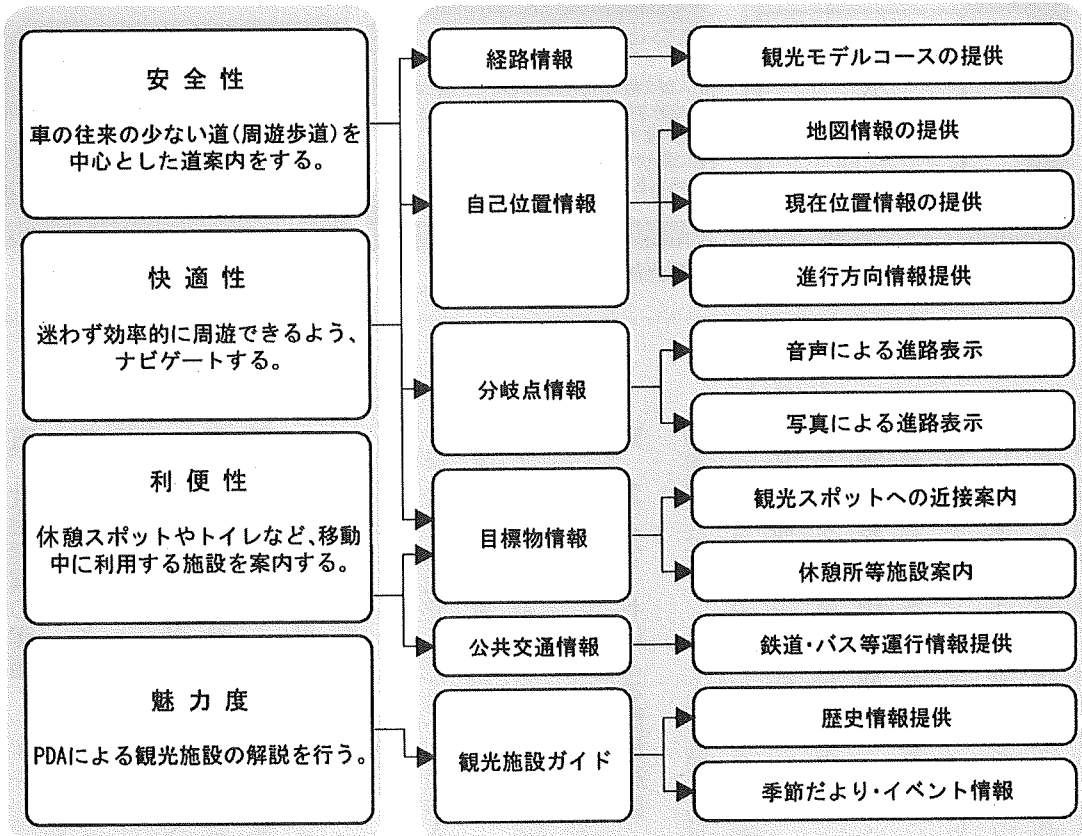 安全性
車の往来の少ない道(周遊歩道)を
中心とした道案内をする。
快適性
迷わず効率的に周遊できるよう、
ナビゲートする。
利便性
休憩スポットやトイレなど、移動
中に利用する施設を案内する。
魅力度
PDAによる観光施設の解説を行う。
経路情報
自己位置情報
分岐点情報
目標物情報
公共交通情報
観光施設ガイド
観光モデルコースの提供
地図情報の提供
現在位置情報の提供
進行方向情報提供
音声による進路表示
写真による進路表示
観光スポットへの近接案内
休憩所等施設案内
鉄道・バス等運行情報提供
歴史情報提供
季節だより・イベント情報